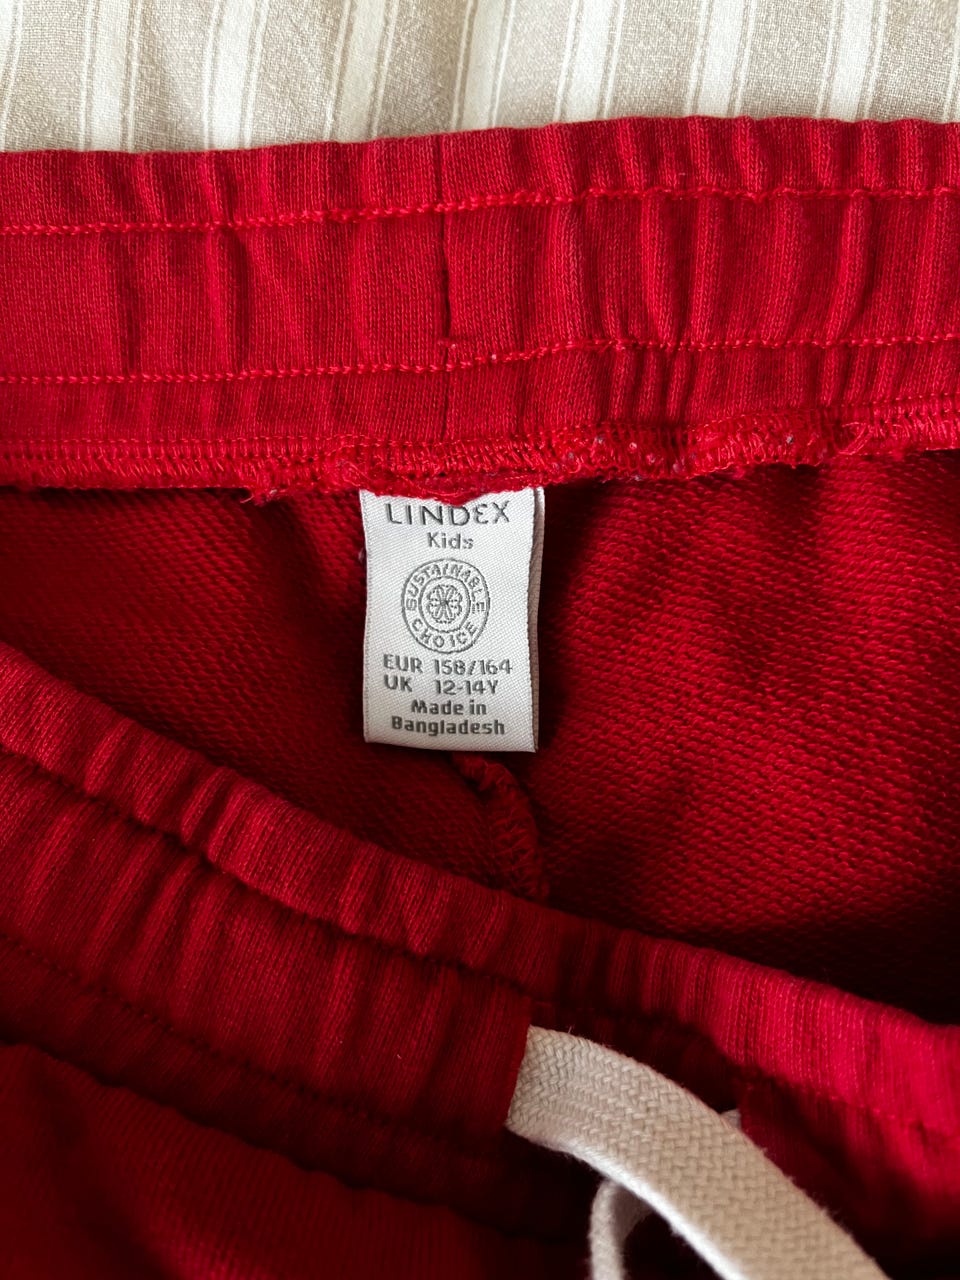 LINDEX
Kids
SUSTAINABLE
CHOICE
EUR 158/164
UK 12-14Y
Made in
Bangladesh